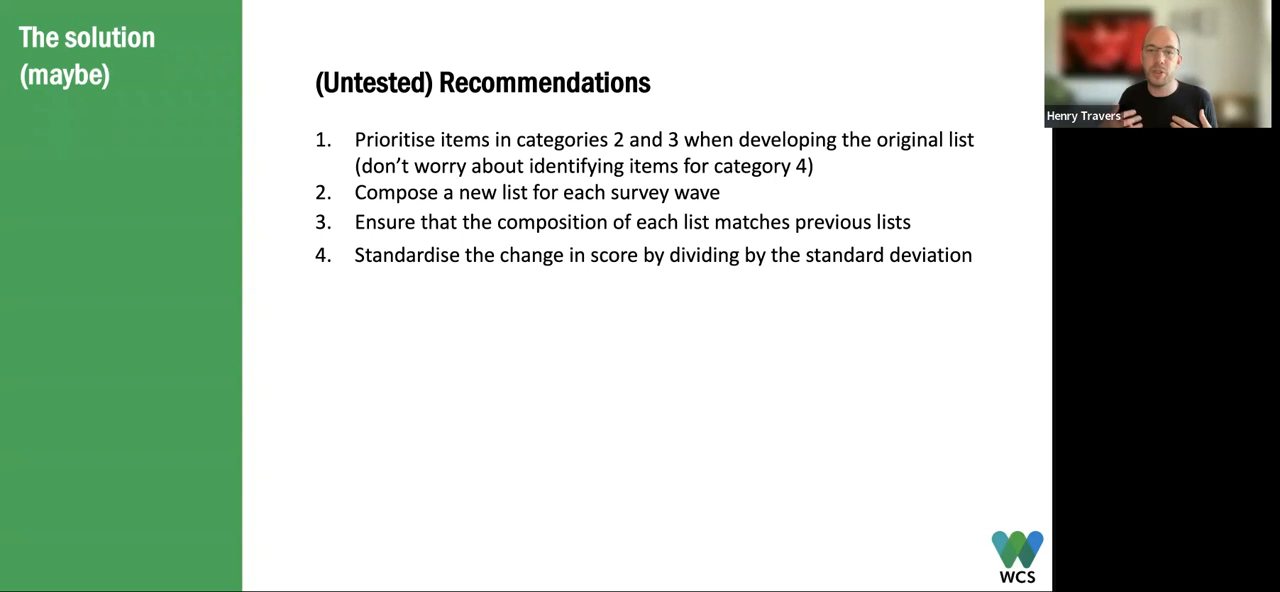 The solution
(maybe)
(Untested) Recommendations
1. Prioritise items in categories 2 and 3 when developing the original list
(don’t worry about identifying items for category 4)
2. Compose a new list for each survey wave
3. Ensure that the composition of each list matches previous lists
4. Standardise the change in score by dividing by the standard deviation
Henry Travers
WCS